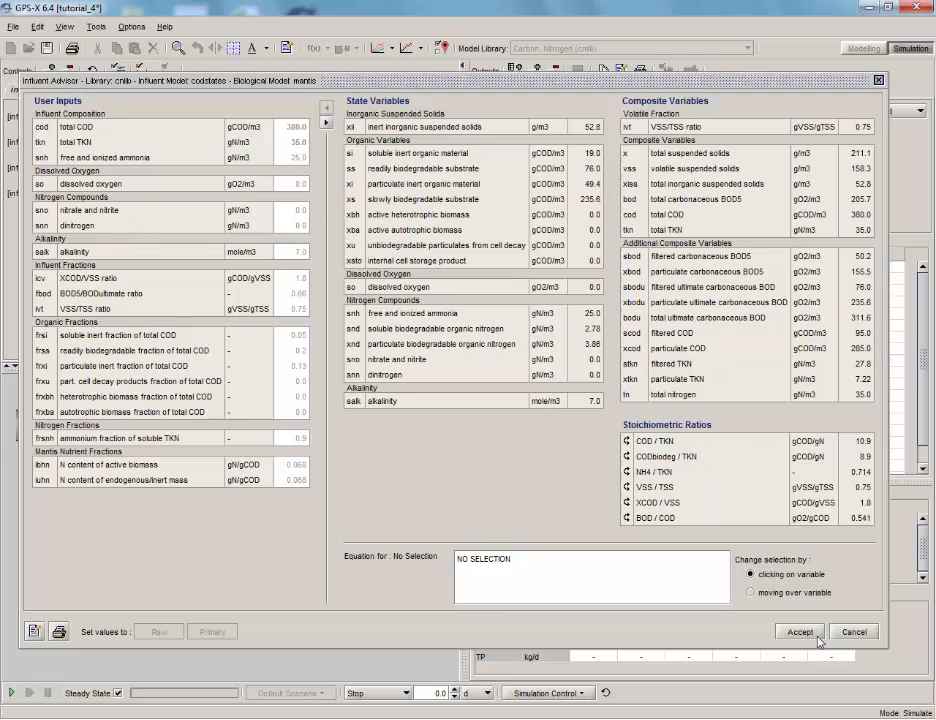 GPS-X 6.4 [tutorial_4*]
File Edit View Tools Options Help
Model Library: Carbon, Nitrogen (cnlib) Modeling Simulation
Influent Advisor - Library: cnlib - Influent Model: codstates - Biological Model: mantis
User Inputs
Influent Composition
cod total COD gCOD/m3 380.0
tkn total TKN gN/m3 35.0
snh free and ionized ammonia gN/m3 25.0
Dissolved Oxygen
so dissolved oxygen gO2/m3 0.0
Nitrogen Compounds
sno nitrate and nitrite gN/m3 0.0
snn dinitrogen gN/m3 0.0
Alkalinity
salk alkalinity mole/m3 7.0
Influent Fractions
icv XCOD/VSS ratio gCOD/gVSS 1.8
fbod BOD5/BODultimate ratio - 0.66
ivt VSS/TSS ratio gVSS/gTSS 0.75
Organic Fractions
frsi soluble inert fraction of total COD - 0.05
frss readily biodegradable fraction of total COD - 0.2
frxi particulate inert fraction of total COD - 0.13
frxu part. cell decay products fraction of total COD - 0.0
frxbh heterotrophic biomass fraction of total COD - 0.0
frxba autotrophic biomass fraction of total COD - 0.0
Nitrogen Fractions
frsnh ammonium fraction of soluble TKN - 0.9
Mantis Nutrient Fractions
ibhn N content of active biomass gN/gCOD 0.068
iuhn N content of endogenous/inert mass gN/gCOD 0.068
State Variables
Inorganic Suspended Solids
xii inert inorganic suspended solids g/m3 52.8
Organic Variables
si soluble inert organic material gCOD/m3 19.0
ss readily biodegradable substrate gCOD/m3 76.0
xi particulate inert organic material gCOD/m3 49.4
xs slowly biodegradable substrate gCOD/m3 235.6
xbh active heterotrophic biomass gCOD/m3 0.0
xba active autotrophic biomass gCOD/m3 0.0
xu unbiodegradable particulates from cell decay gCOD/m3 0.0
xsto internal cell storage product gCOD/m3 0.0
Dissolved Oxygen
so dissolved oxygen gO2/m3 0.0
Nitrogen Compounds
snh free and ionized ammonia gN/m3 25.0
snd soluble biodegradable organic nitrogen gN/m3 2.78
xnd particulate biodegradable organic nitrogen gN/m3 3.86
sno nitrate and nitrite gN/m3 0.0
snn dinitrogen gN/m3 0.0
Alkalinity
salk alkalinity mole/m3 7.0
Composite Variables
Volatile Fraction
ivt VSS/TSS ratio gVSS/gTSS 0.75
Composite Variables
x total suspended solids g/m3 211.1
vss volatile suspended solids g/m3 158.3
xiss total inorganic suspended solids g/m3 52.8
bod total carbonaceous BOD5 gO2/m3 205.7
cod total COD gCOD/m3 380.0
tkn total TKN gN/m3 35.0
Additional Composite Variables
sbod filtered carbonaceous BOD5 gO2/m3 50.2
xbod particulate carbonaceous BOD5 gO2/m3 155.5
sbodu filtered ultimate carbonaceous BOD gO2/m3 76.0
xbodu particulate ultimate carbonaceous BOD gO2/m3 235.6
bodu total ultimate carbonaceous BOD gO2/m3 311.6
scod filtered COD gCOD/m3 95.0
xcod particulate COD gCOD/m3 285.0
stkn filtered TKN gN/m3 27.8
xtkn particulate TKN gN/m3 7.22
tn total nitrogen gN/m3 35.0
Stoichiometric Ratios
COD / TKN gCOD/gN 10.9
CODbiodeg / TKN gCOD/gN 8.9
NH4 / TKN - 0.714
VSS / TSS gVSS/gTSS 0.75
XCOD / VSS gCOD/gVSS 1.8
BOD / COD gO2/gCOD 0.541
Equation for : No Selection
NO SELECTION
Change selection by :
clicking on variable
moving over variable
Set values to : Raw Primary Accept Cancel
TP kg/d - - - - -
Steady State Default Scenario Stop 0.0 d Simulation Control
Mode: Simulate